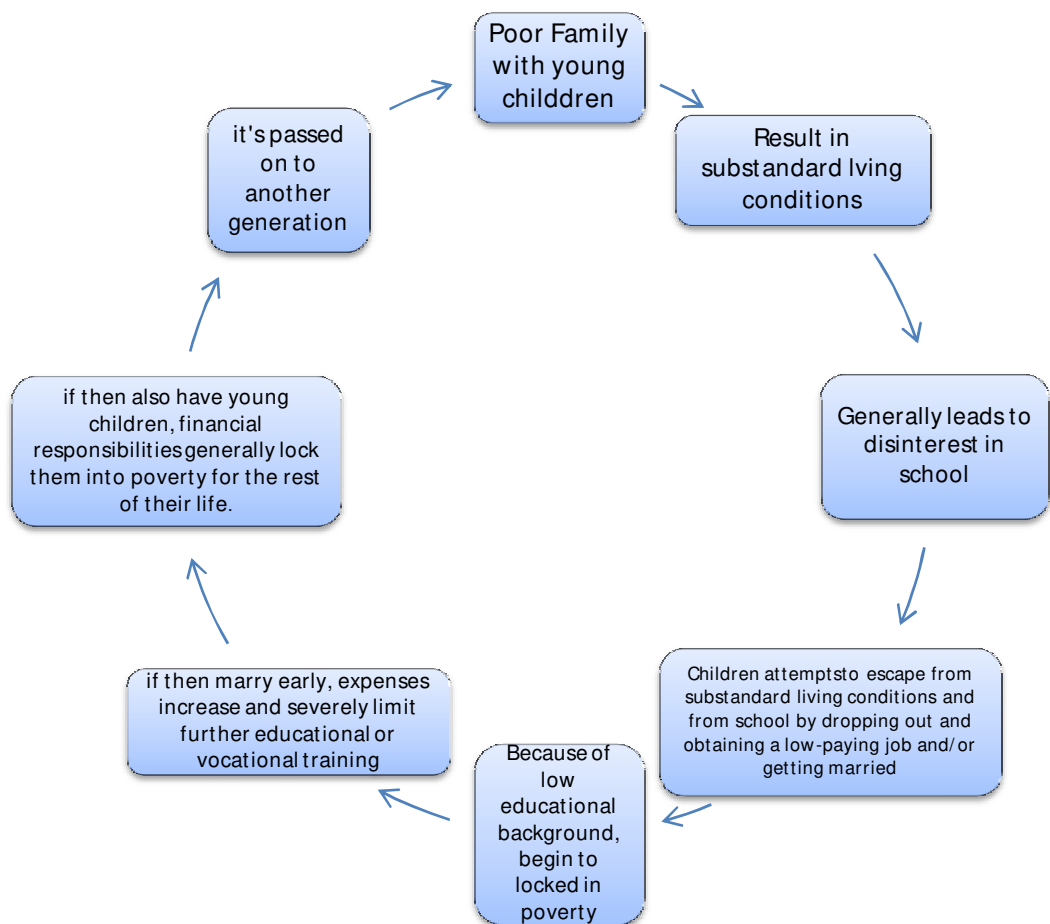 Poor Family
with young
childdren
Result in
substandard lving
conditions
Generally leads to
disinterest in
school
Children attemptsto escape from
substandard living conditions and
from school by dropping out and
obtaining a low-paying job and/or
getting married
Because of
low
educational
background,
begin to
locked in
poverty
if then marry early, expenses
increase and severely limit
further educational or
vocational training
if then also have young
children, financial
responsibilities generally lock
them into poverty for the rest
of their life.
it's passed
on to
another
generation